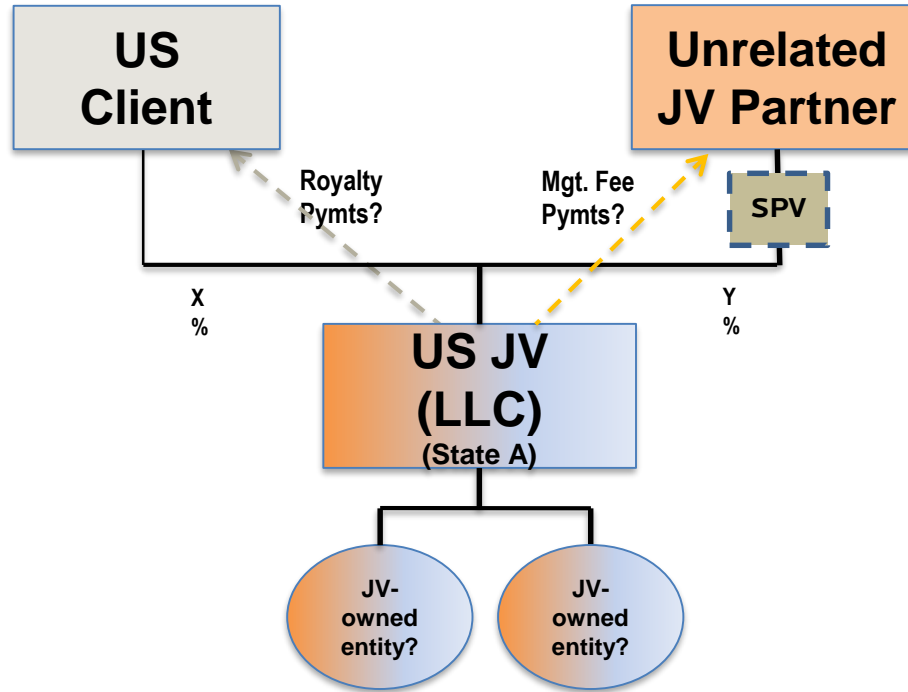 US
Client
Unrelated
JV Partner
Royalty
Pymts?
Mgt. Fee
Pymts?
SPV
X
%
Y
%
US JV
(LLC)
(State A)
JV-
owned
entity?
JV-
owned
entity?